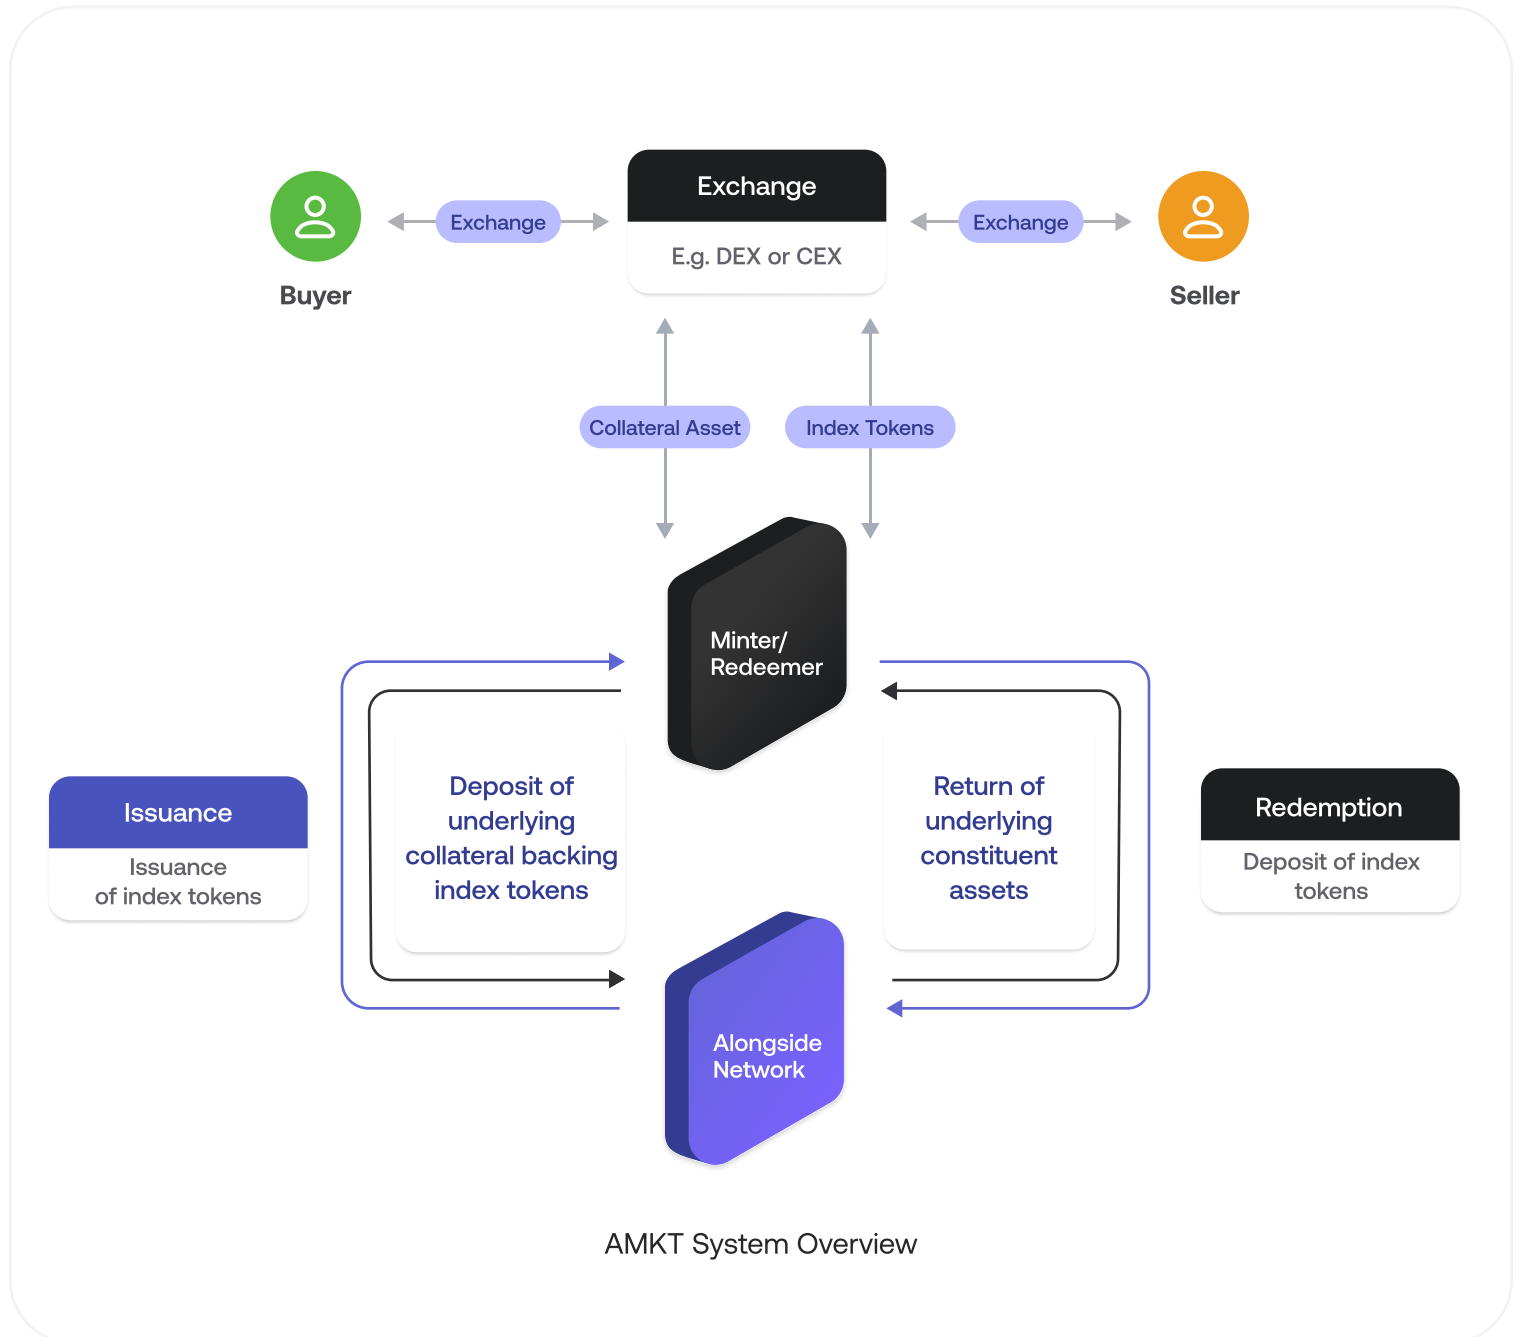 Exchange
Exchange
E.g. DEX or CEX
Exchange
Buyer
Seller
Collateral Asset
Index Tokens
Minter/
Redeemer
Issuance
Issuance
of index tokens
Deposit of
underlying
collateral backing
index tokens
Return of
underlying
constituent
assets
Redemption
Deposit of index
tokens
Alongside
Network
AMKT System Overview